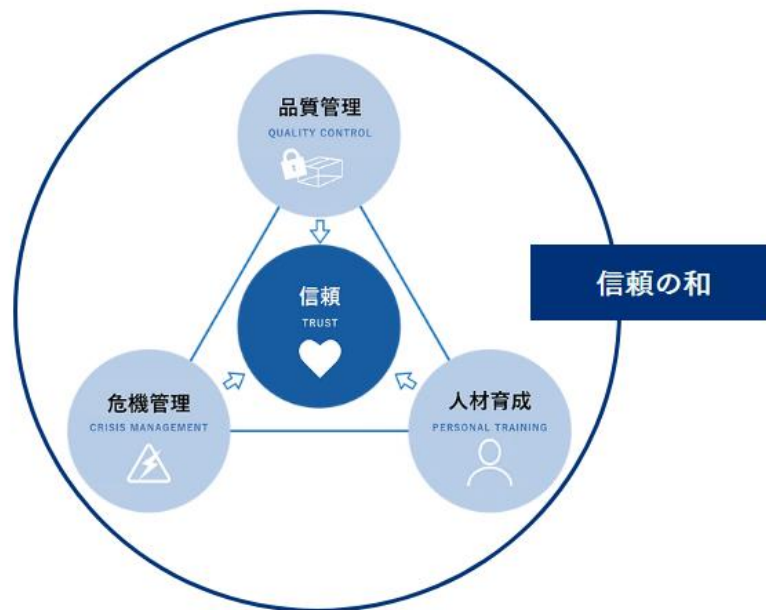 品質管理
QUALITY CONTROL
信頼の和
信頼
TRUST
危機管理
CRISIS MANAGEMENT
人材育成
PERSONAL TRAINING